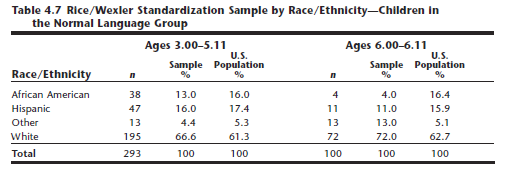 Table 4.7 Rice/Wexler Standardization Sample by Race/Ethnicity—Children in
the Normal Language Group
Ages 3.00–5.11 Ages 6.00–6.11
U.S. U.S.
Sample Population Sample Population
Race/Ethnicity n % % n % %
African American 38 13.0 16.0 4 4.0 16.4
Hispanic 47 16.0 17.4 11 11.0 15.9
Other 13 4.4 5.3 13 13.0 5.1
White 195 66.6 61.3 72 72.0 62.7
Total 293 100 100 100 100 100